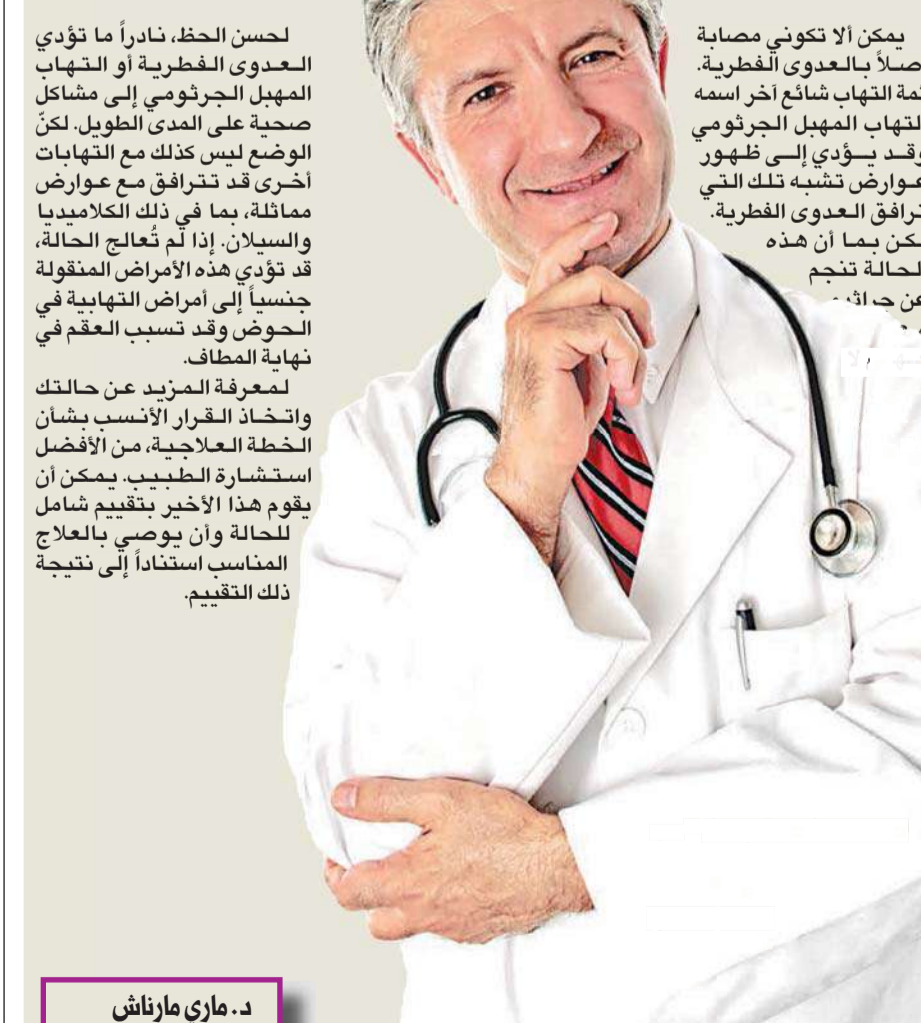 يمكن ألا تكوني مصابة
بالعدوى الفطرية.
التهاب شائع آخر اسمه
التهاب المهبل الجرثومي
وقد يؤدي إلى ظهور
عوارض تشبه تلك التي
ترافق العدوى الفطرية.
بما أن هذه
الحالة تنجم
لحسن الحظ، نادراً ما تؤدي
العدوى الفطرية أو التهاب
المهبل الجرثومي إلى مشاكل
صحية على المدى الطويل. لكنّ
الوضع ليس كذلك مع التهابات
أخرى قد تترافق مع عوارض
مماثلة، بما في ذلك الكلاميديا
والسيلان. إذا لم تُعالج الحالة،
قد تؤدي هذه الأمراض المنقولة
جنسياً إلى أمراض التهابية في
الحوض وقد تسبب العقم في
نهاية المطاف.
لمعرفة المزيد عن حالتك
واتخاذ القرار الأنسب بشأن
الخطة العلاجية، من الأفضل
استشارة الطبيب. يمكن أن
يقوم هذا الأخير بتقييم شامل
للحالة وأن يوصي بالعلاج
المناسب استناداً إلى نتيجة
ذلك التقييم.
د. ماري مارناش